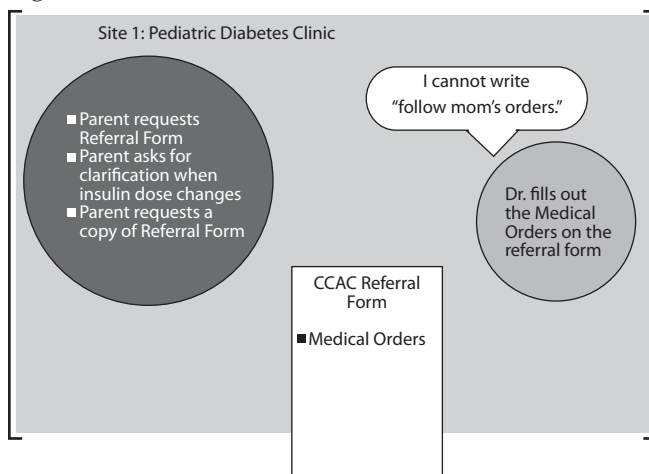 Site 1: Pediatric Diabetes Clinic
I cannot write
“follow mom’s orders.”
Parent requests
Referral Form
Parent asks for
clarification when
insulin dose changes
Parent requests a
copy of Referral Form
Dr. fills out
the Medical
Orders on the
referral form
CCAC Referral
Form
Medical Orders